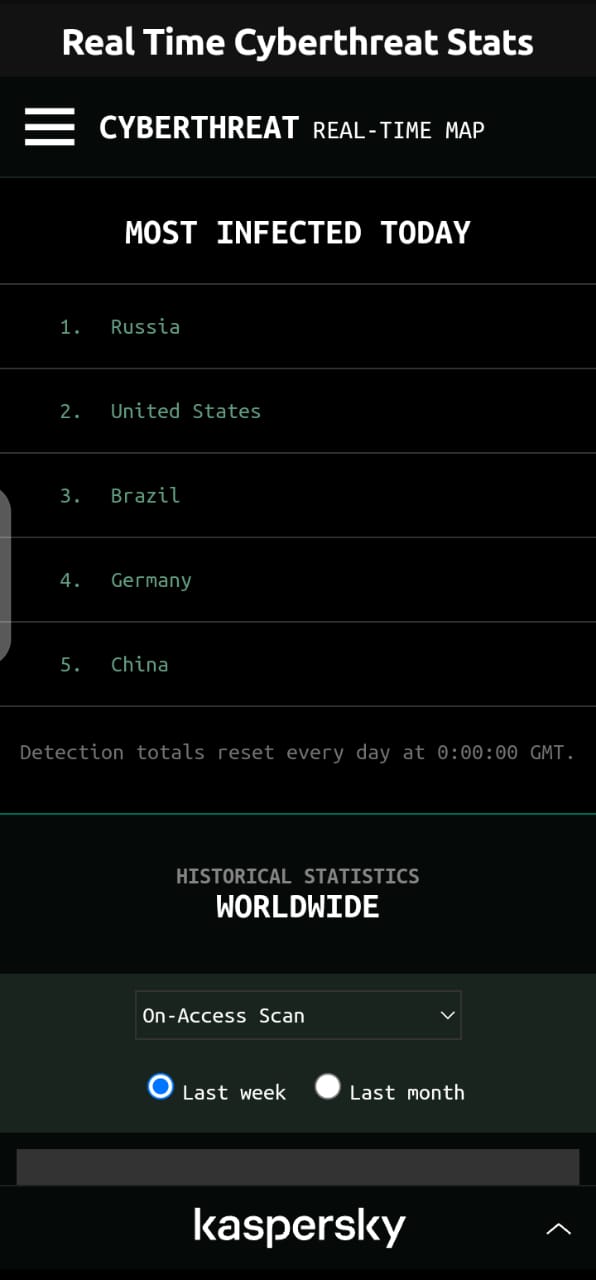 Real Time Cyberthreat Stats
CYBERTHREAT REAL-TIME MAP
MOST INFECTED TODAY
1. Russia
2. United States
3. Brazil
4. Germany
5. China
Detection totals reset every day at 0:00:00 GMT.
HISTORICAL STATISTICS
WORLDWIDE
On-Access Scan
Last week Last month
kaspersky